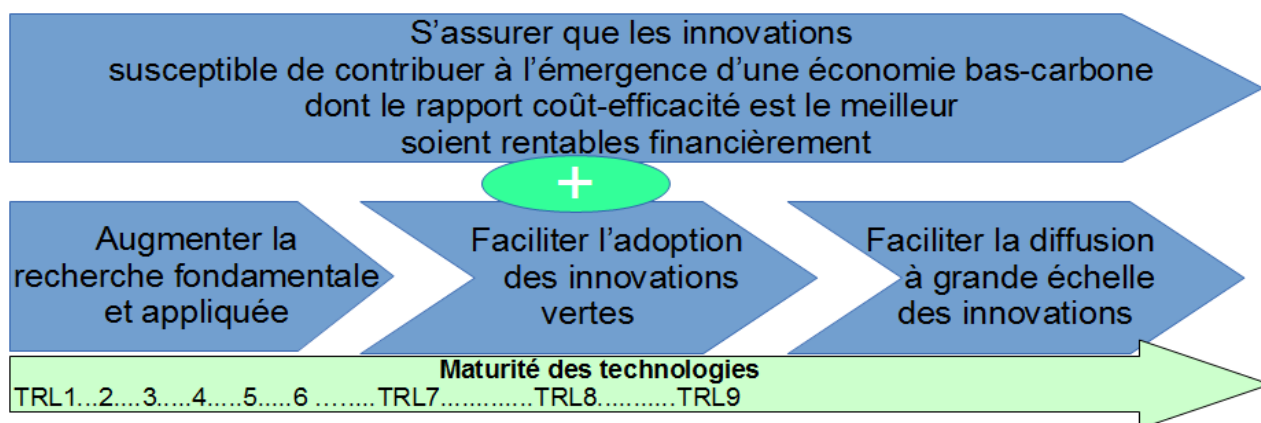 S'assurer que les innovations
susceptible de contribuer à l'émergence d'une économie bas-carbone
dont le rapport coût-efficacité est le meilleur
soient rentables financièrement
+
Augmenter la
recherche fondamentale
et appliquée
Faciliter l'adoption
des innovations
vertes
Faciliter la diffusion
à grande échelle
des innovations
Maturité des technologies
TRL1...2....3.....4.....5.....6 ........TRL7............TRL8..........TRL9